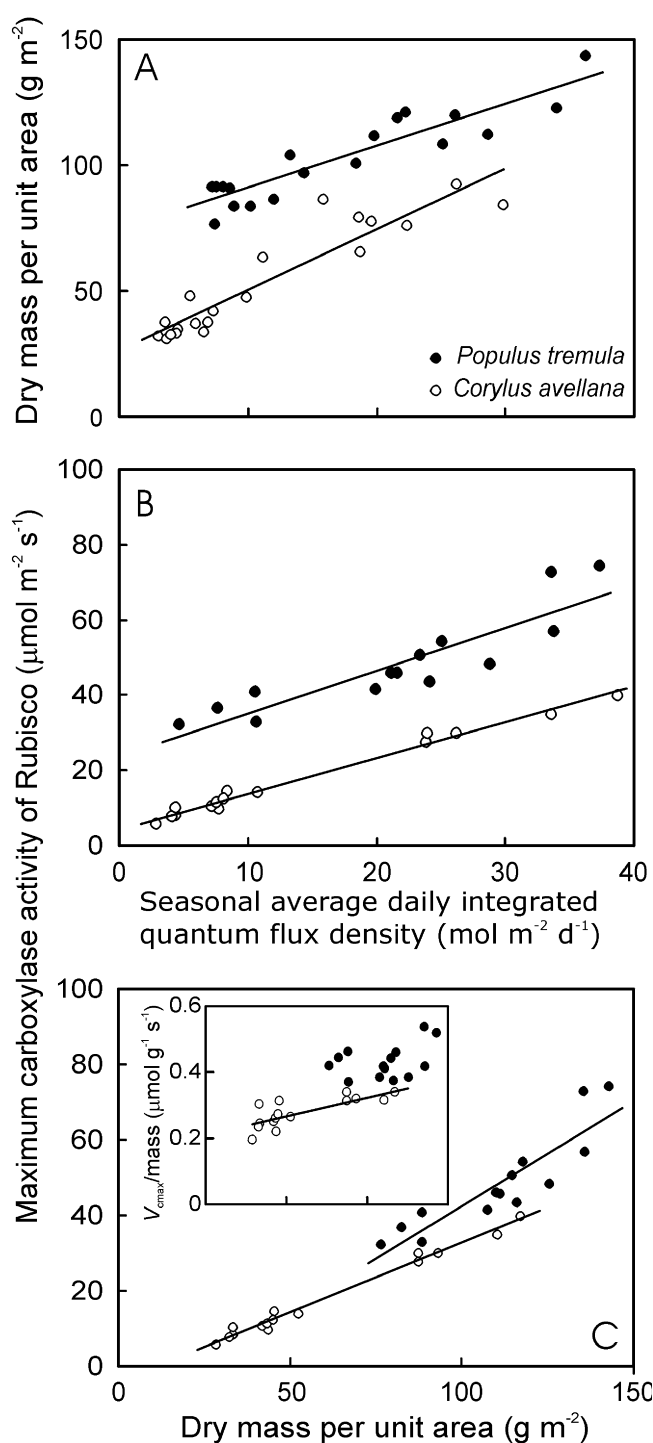 Dry mass per unit area (g m⁻²)
150
100
50
0
A
Populus tremula
Corylus avellana
Maximum carboxylase activity of Rubisco (μmol m⁻² s⁻¹)
100
80
60
40
20
0
B
0 10 20 30 40
Seasonal average daily integrated
quantum flux density (mol m⁻² d⁻¹)
100
80
60
40
20
0
Vcmax/mass (μmol g⁻¹ s⁻¹)
0.6
0.4
0.2
0
C
0 50 100 150
Dry mass per unit area (g m⁻²)